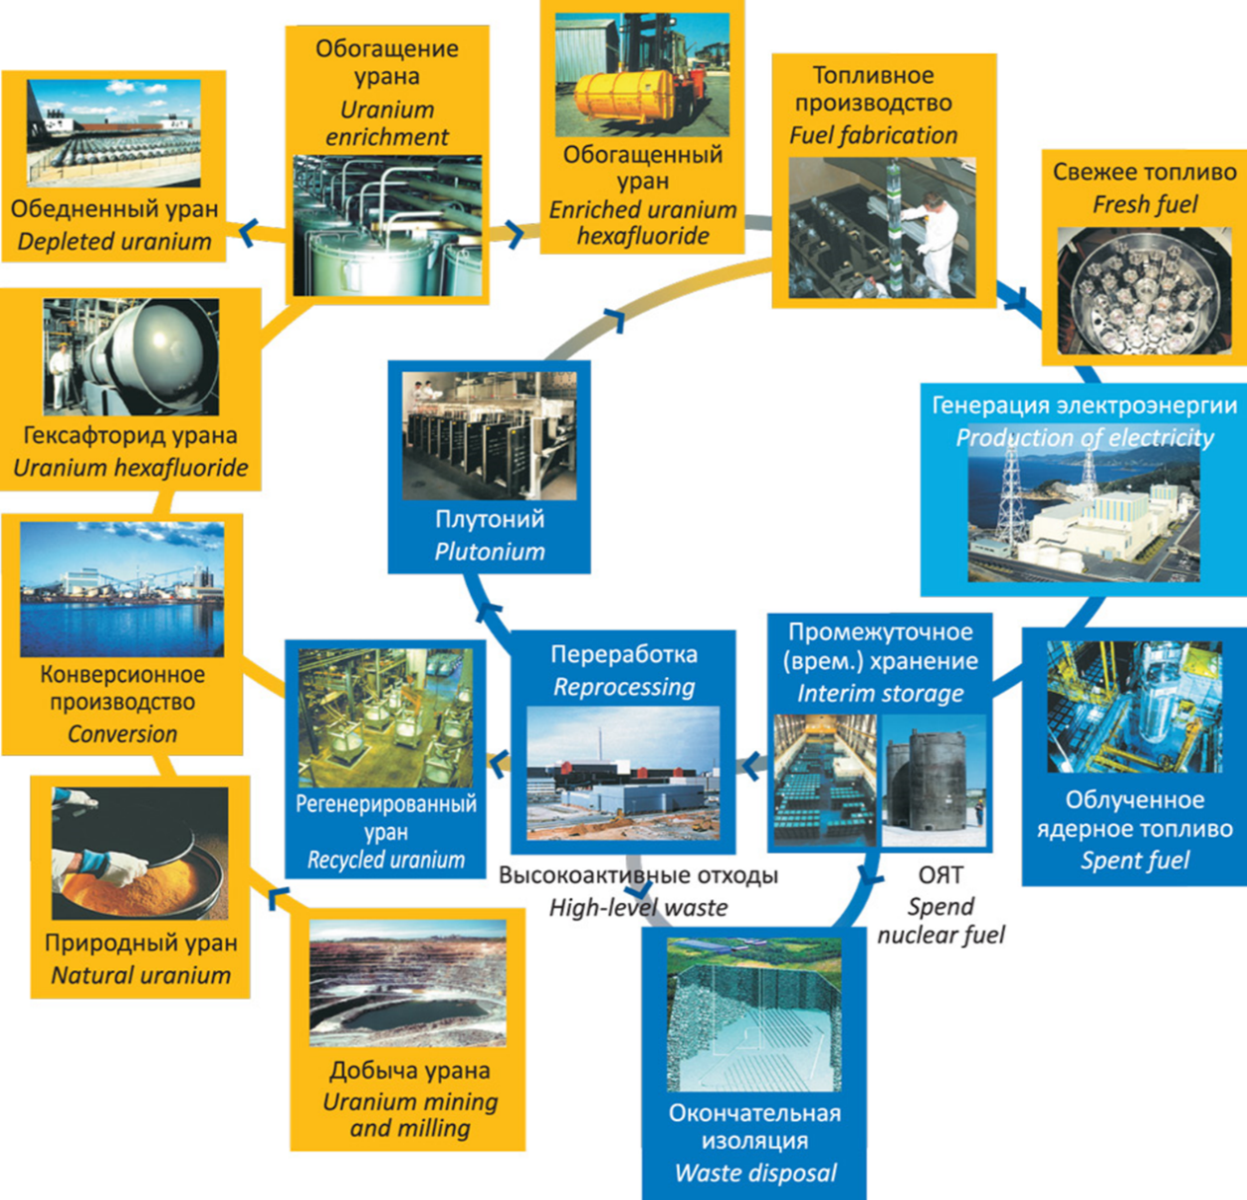 Обогащение
урана
Uranium
enrichment
Обогащенный
уран
Enriched uranium
hexafluoride
Топливное
производство
Fuel fabrication
Свежее топливо
Fresh fuel
Обедненный уран
Depleted uranium
Гексафторид урана
Uranium hexafluoride
Генерация электроэнергии
Production of electricity
Плутоний
Plutonium
Конверсионное
производство
Conversion
Регенерированный
уран
Recycled uranium
Переработка
Reprocessing
Промежуточное
(врем.) хранение
Interim storage
Облученное
ядерное топливо
Spent fuel
Высокоактивные отходы
High-level waste
ОЯТ
Spend
nuclear fuel
Природный уран
Natural uranium
Добыча урана
Uranium mining
and milling
Окончательная
изоляция
Waste disposal